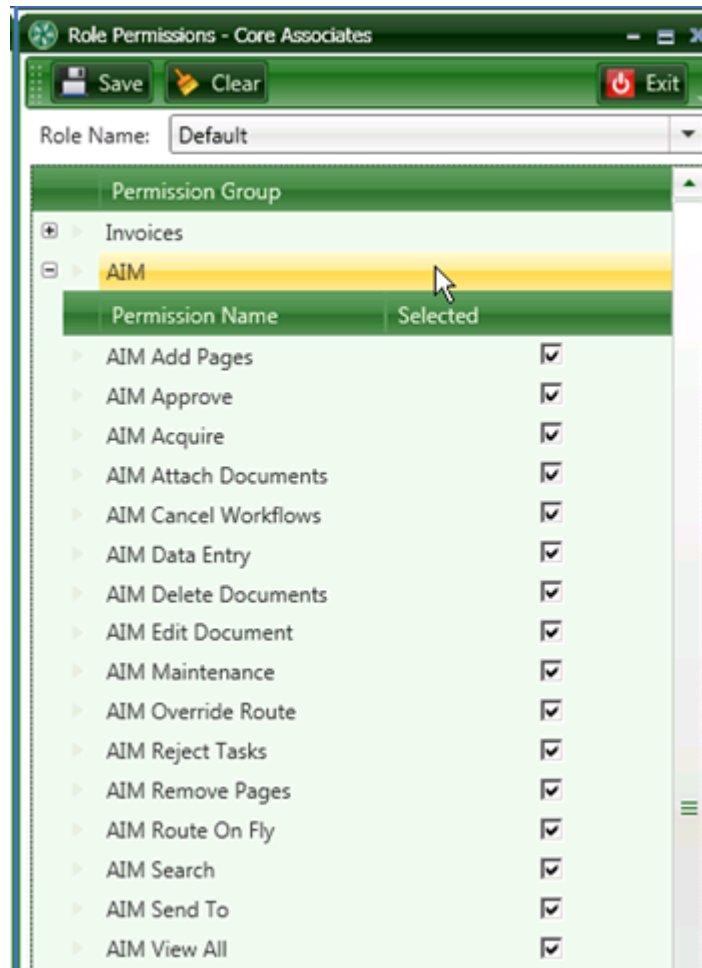 Role Permissions - Core Associates
Save Clear Exit
Role Name: Default
Permission Group
Invoices
AIM
Permission Name Selected
AIM Add Pages
AIM Approve
AIM Acquire
AIM Attach Documents
AIM Cancel Workflows
AIM Data Entry
AIM Delete Documents
AIM Edit Document
AIM Maintenance
AIM Override Route
AIM Reject Tasks
AIM Remove Pages
AIM Route On Fly
AIM Search
AIM Send To
AIM View All